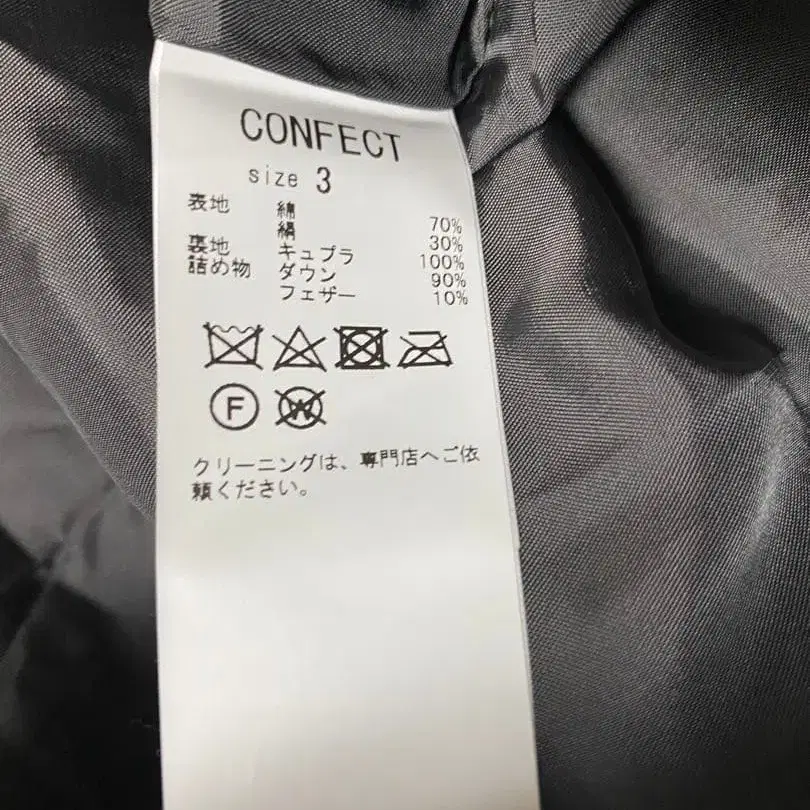 CONFECT
size 3
表地 綿 70%
絹 30%
裏地 キュプラ 100%
詰め物 ダウン 90%
フェザー 10%
F W
クリーニングは、専門店へご依
頼ください。